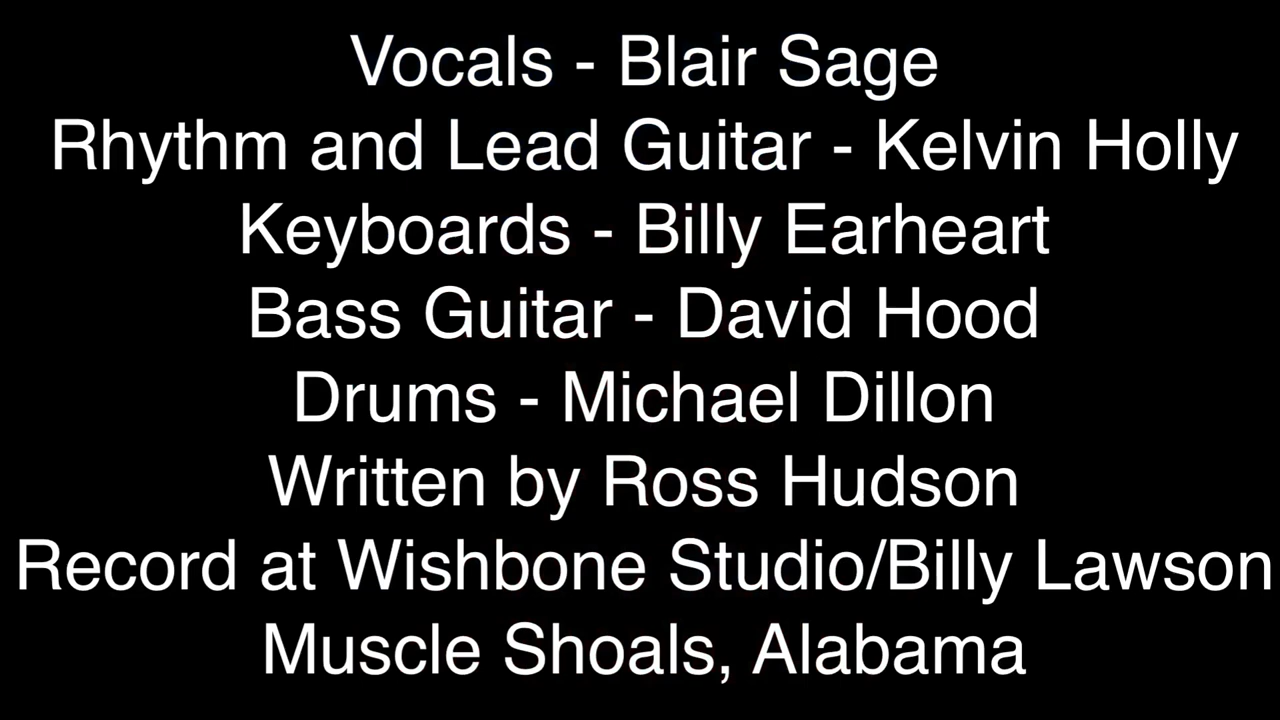 Vocals - Blair Sage
Rhythm and Lead Guitar - Kelvin Holly
Keyboards - Billy Earheart
Bass Guitar - David Hood
Drums - Michael Dillon
Written by Ross Hudson
Record at Wishbone Studio/Billy Lawson
Muscle Shoals, Alabama